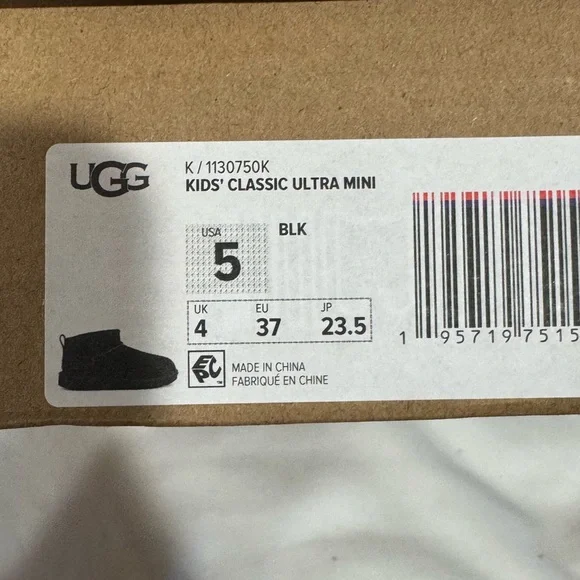 UGG
K / 1130750K
KIDS' CLASSIC ULTRA MINI
USA
5
BLK
UK
4
EU
37
JP
23.5
1 95719 7515
EPC
MADE IN CHINA
FABRIQUÉ EN CHINE